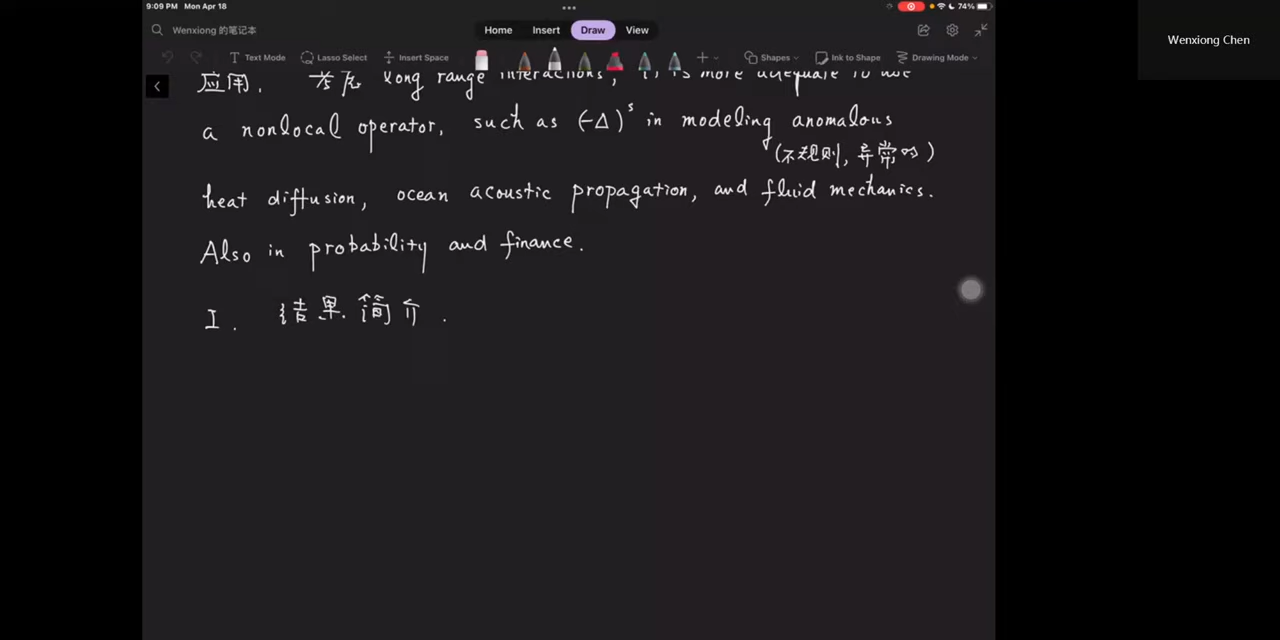 9:09 PM Mon Apr 18
74%
Wenxiong 的笔记本
Home Insert Draw View
Text Mode Lasso Select Insert Space Shapes Ink to Shape Drawing Mode
Wenxiong Chen
应用. 考虑 long range interactions, it is more adequate to use
a nonlocal operator, such as (-Δ)^s in modeling anomalous
(不规则, 异常的)
heat diffusion, ocean acoustic propagation, and fluid mechanics.
Also in probability and finance.
I. 结果简介.